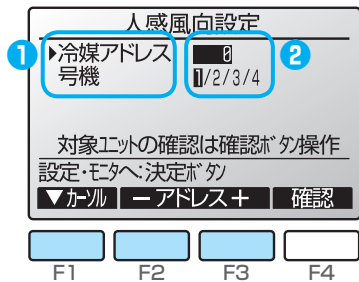 人感風向設定
❶ ▶冷媒アドレス 0 ❷
号機 1/2/3/4
対象ユニットの確認は確認ボタン操作
設定・モニタへ:決定ボタン
▼カーソル －アドレス＋ 確認
F1 F2 F3 F4